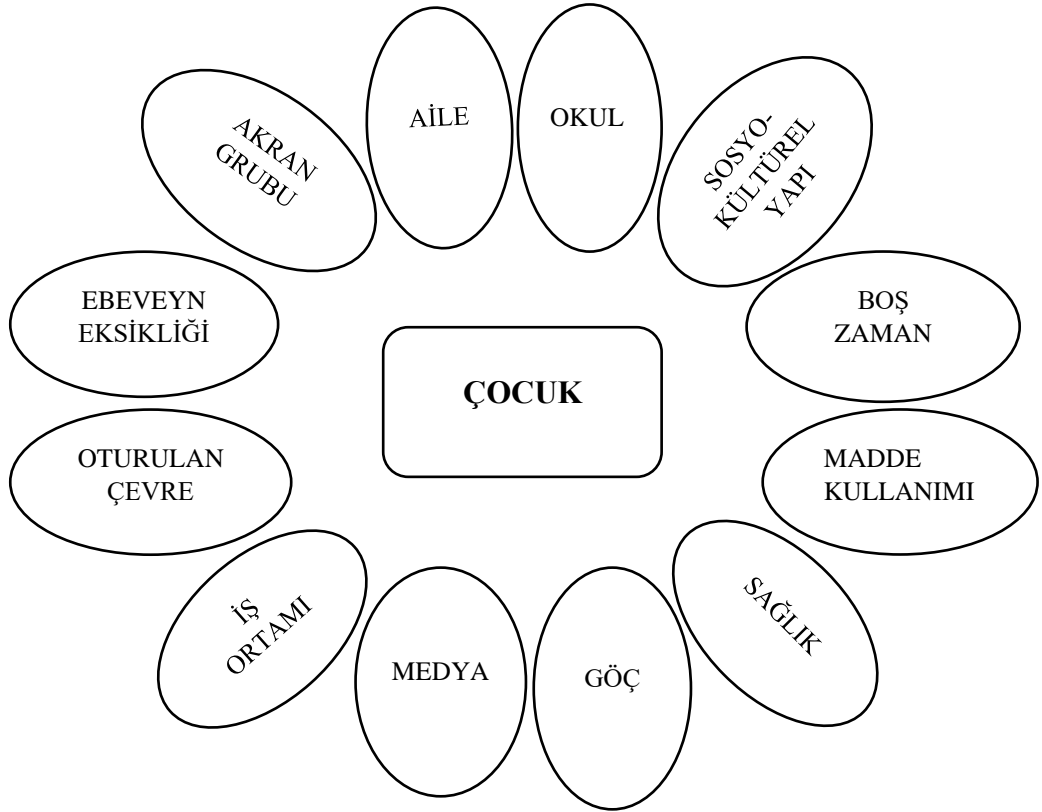 AİLE
OKUL
AKRAN
GRUBU
SOSYO-
KÜLTÜREL
YAPI
EBEVEYN
EKSİKLİĞİ
BOŞ
ZAMAN
ÇOCUK
OTURULAN
ÇEVRE
MADDE
KULLANIMI
İŞ
ORTAMI
SAĞLIK
MEDYA
GÖÇ